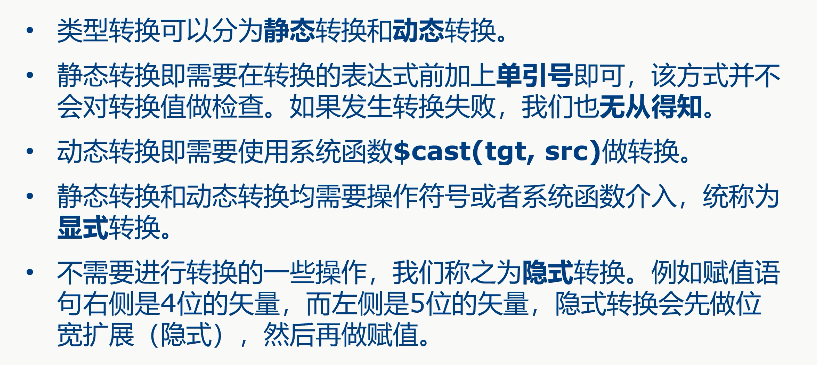 • 类型转换可以分为静态转换和动态转换。
• 静态转换即需要在转换的表达式前加上单引号即可，该方式并不
会对转换值做检查。如果发生转换失败，我们也无从得知。
• 动态转换即需要使用系统函数$cast(tgt, src)做转换。
• 静态转换和动态转换均需要操作符号或者系统函数介入，统称为
显式转换。
• 不需要进行转换的一些操作，我们称之为隐式转换。例如赋值语
句右侧是4位的矢量，而左侧是5位的矢量，隐式转换会先做位
宽扩展（隐式），然后再做赋值。